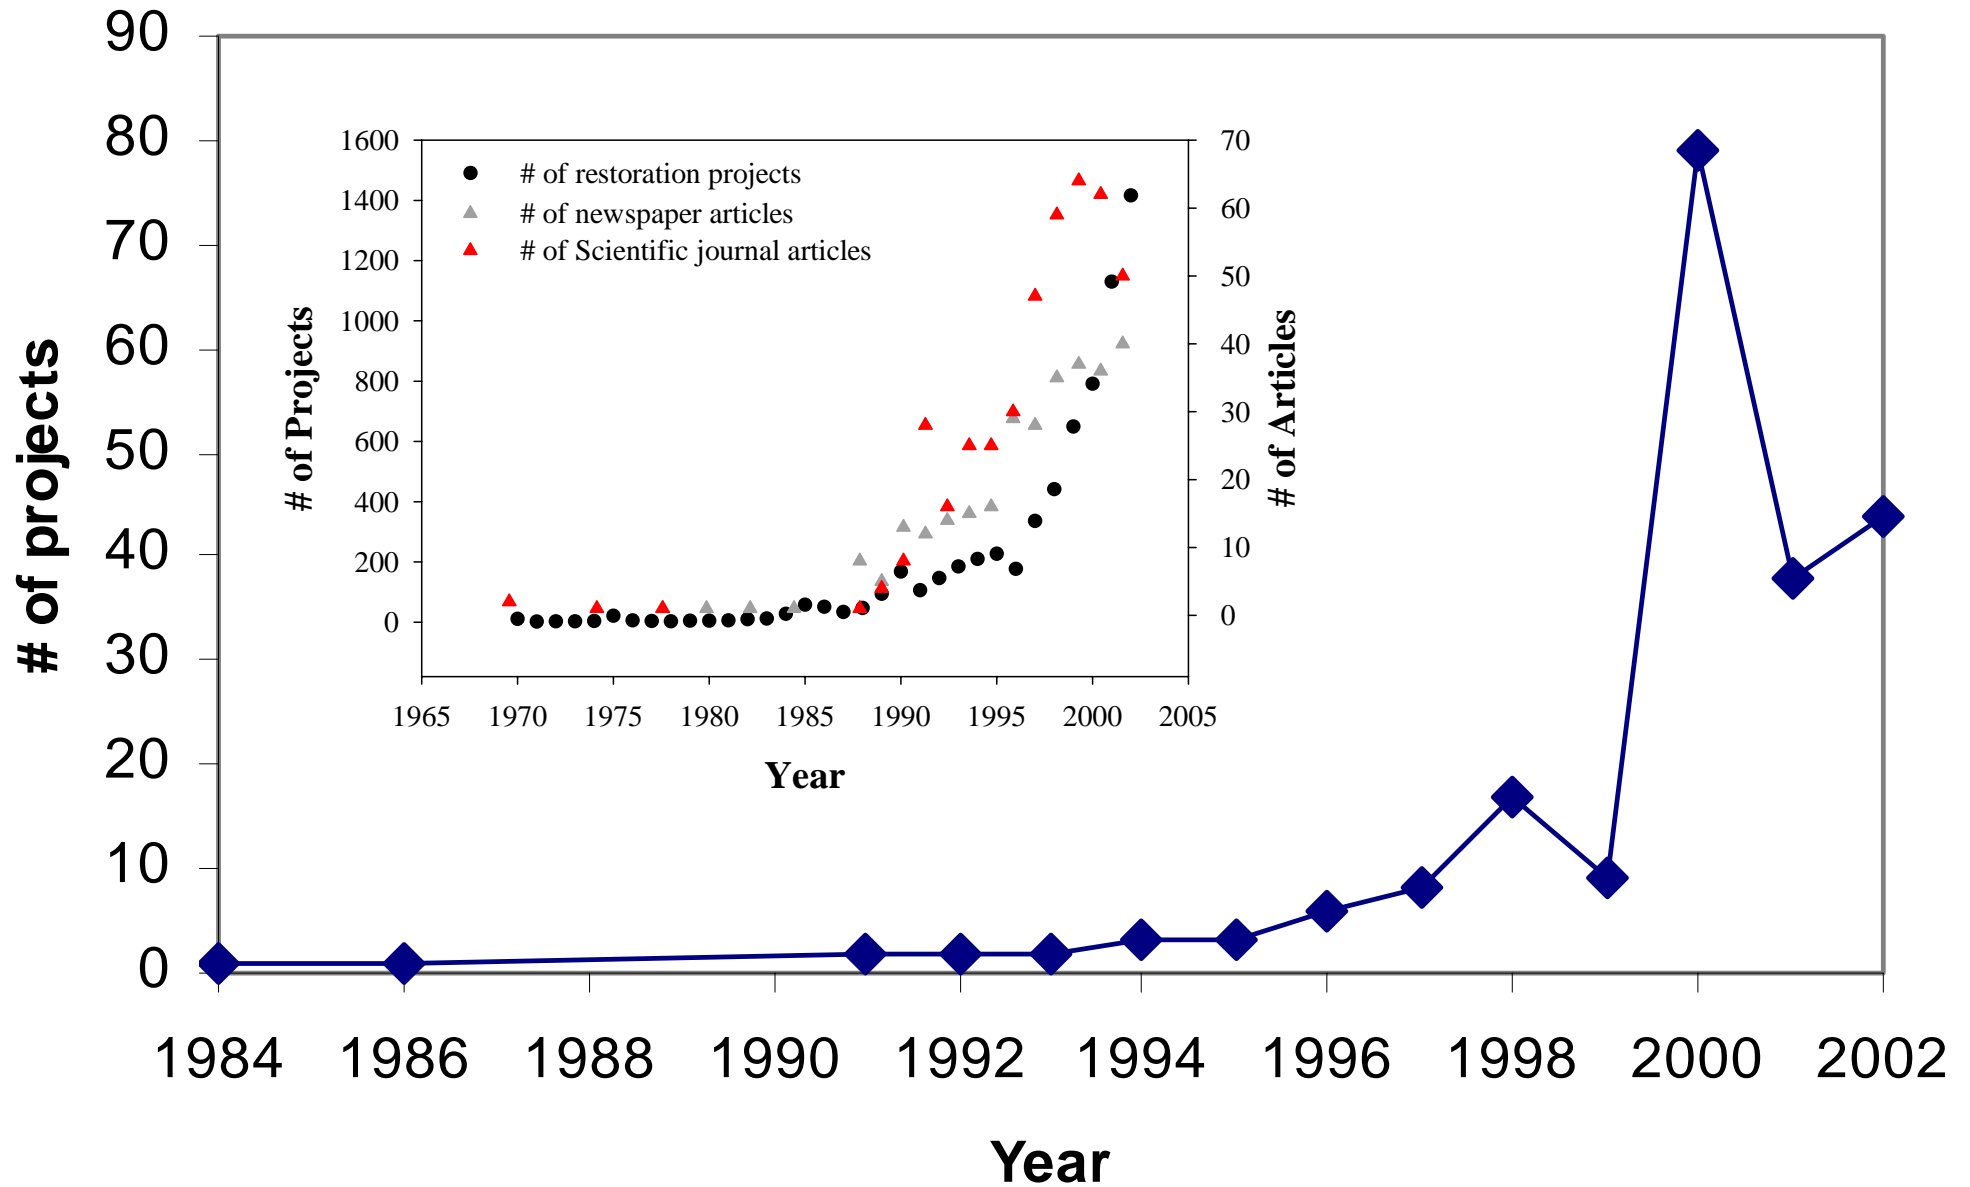 90
80
70
60
50
40
30
20
10
0
# of projects
1600
1400
1200
1000
800
600
400
200
0
# of Projects
# of restoration projects
# of newspaper articles
# of Scientific journal articles
70
60
50
40
30
20
10
0
# of Articles
1965 1970 1975 1980 1985 1990 1995 2000 2005
Year
1984 1986 1988 1990 1992 1994 1996 1998 2000 2002
Year